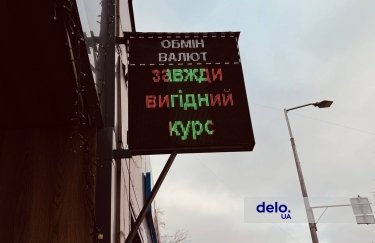 ОБМІН
ВАЛЮТ
завжди
вигідний
курс
delo.
UA